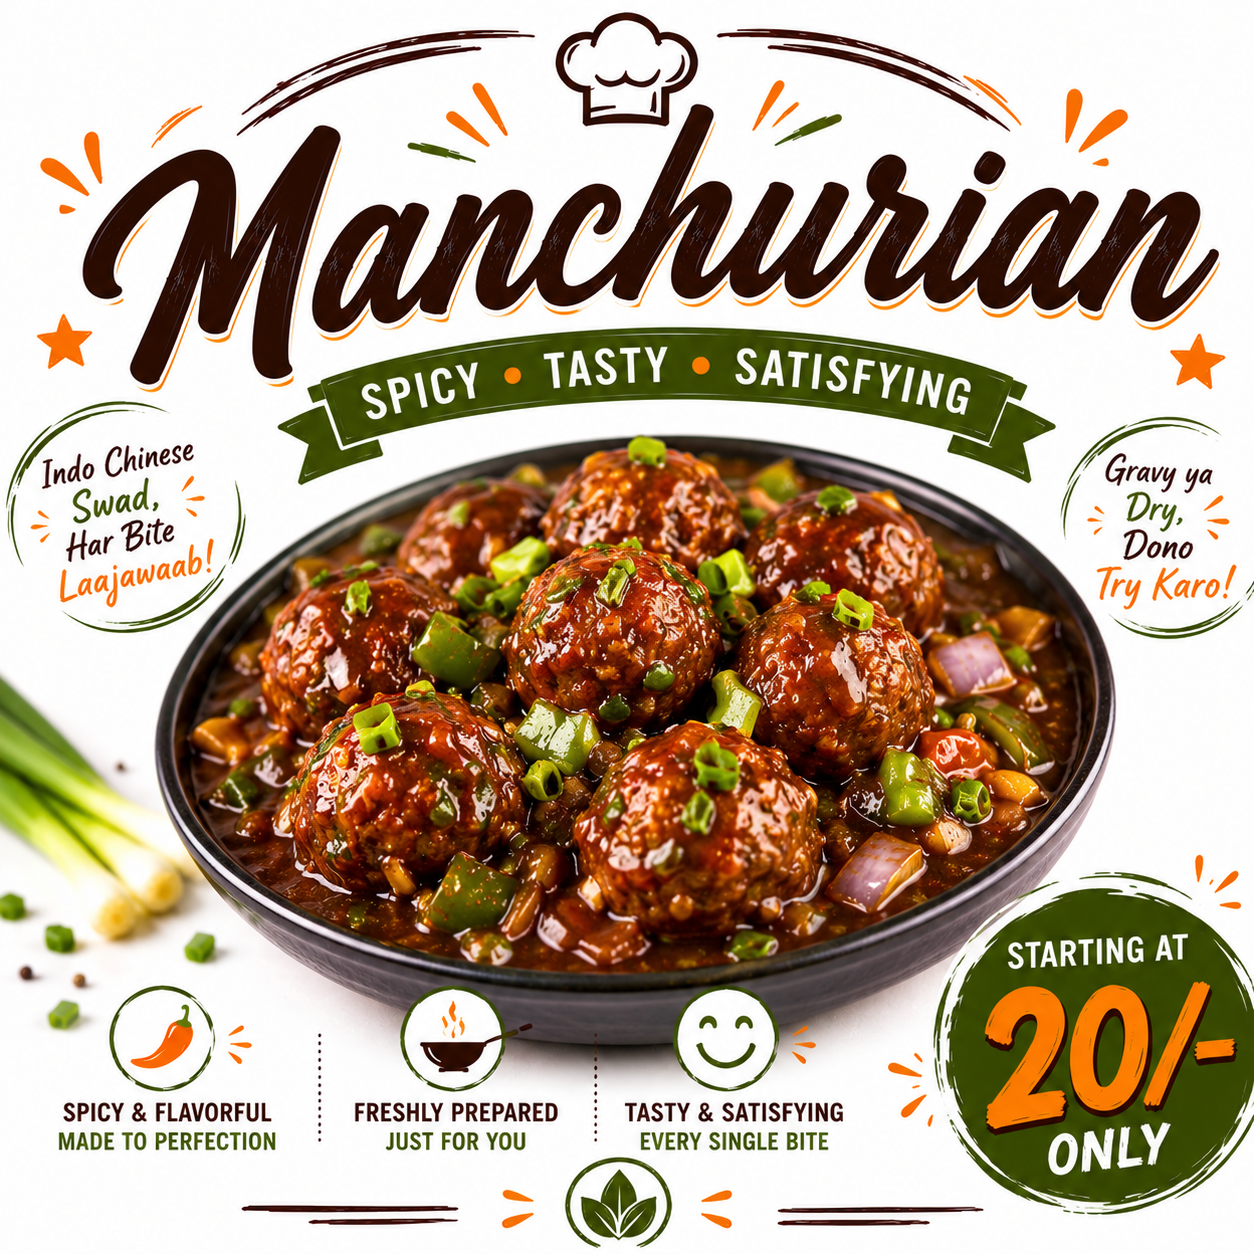 Manchurian
SPICY • TASTY • SATISFYING
Indo Chinese
Swad,
Har Bite
Laajawaab!
Gravy ya
Dry,
Dono
Try Karo!
STARTING AT
20/-
ONLY
SPICY & FLAVORFUL
MADE TO PERFECTION
FRESHLY PREPARED
JUST FOR YOU
TASTY & SATISFYING
EVERY SINGLE BITE